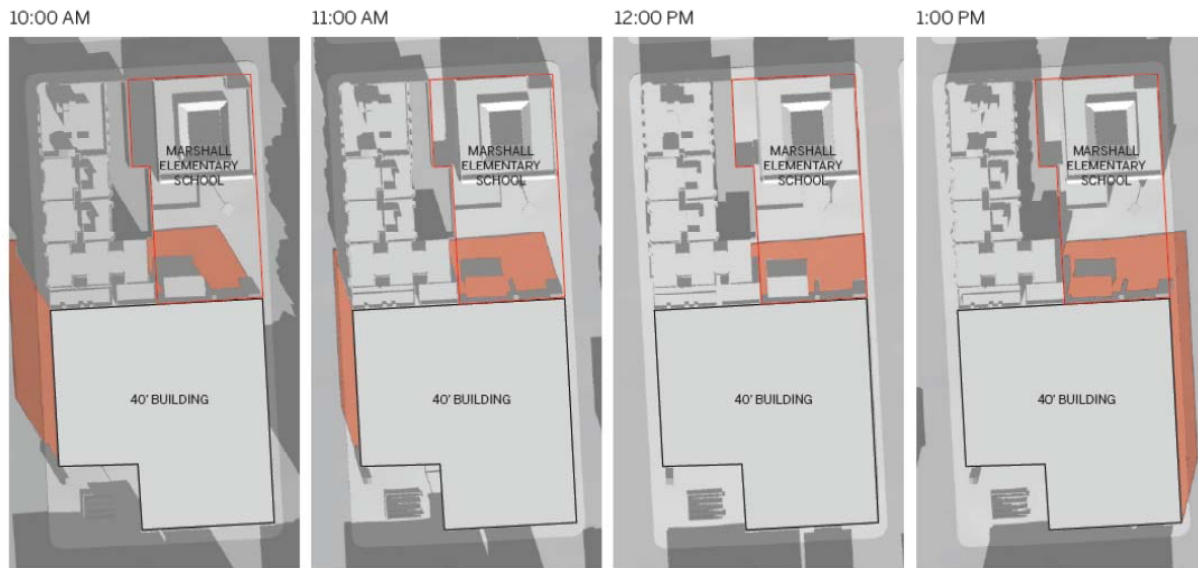 10:00 AM
11:00 AM
12:00 PM
1:00 PM
MARSHALL
ELEMENTARY
SCHOOL
MARSHALL
ELEMENTARY
SCHOOL
MARSHALL
ELEMENTARY
SCHOOL
MARSHALL
ELEMENTARY
SCHOOL
40' BUILDING
40' BUILDING
40' BUILDING
40' BUILDING